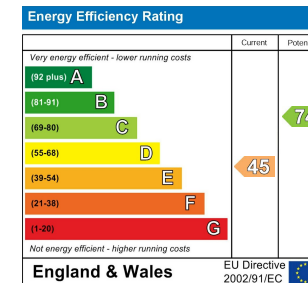 Energy Efficiency Rating
Current
Very energy efficient - lower running costs
(92 plus) A
(81-91) B
(69-80) C
(55-68) D
(39-54) E
45
(21-38) F
(1-20) G
Not energy efficient - higher running costs
England & Wales
EU Directive
2002/91/EC